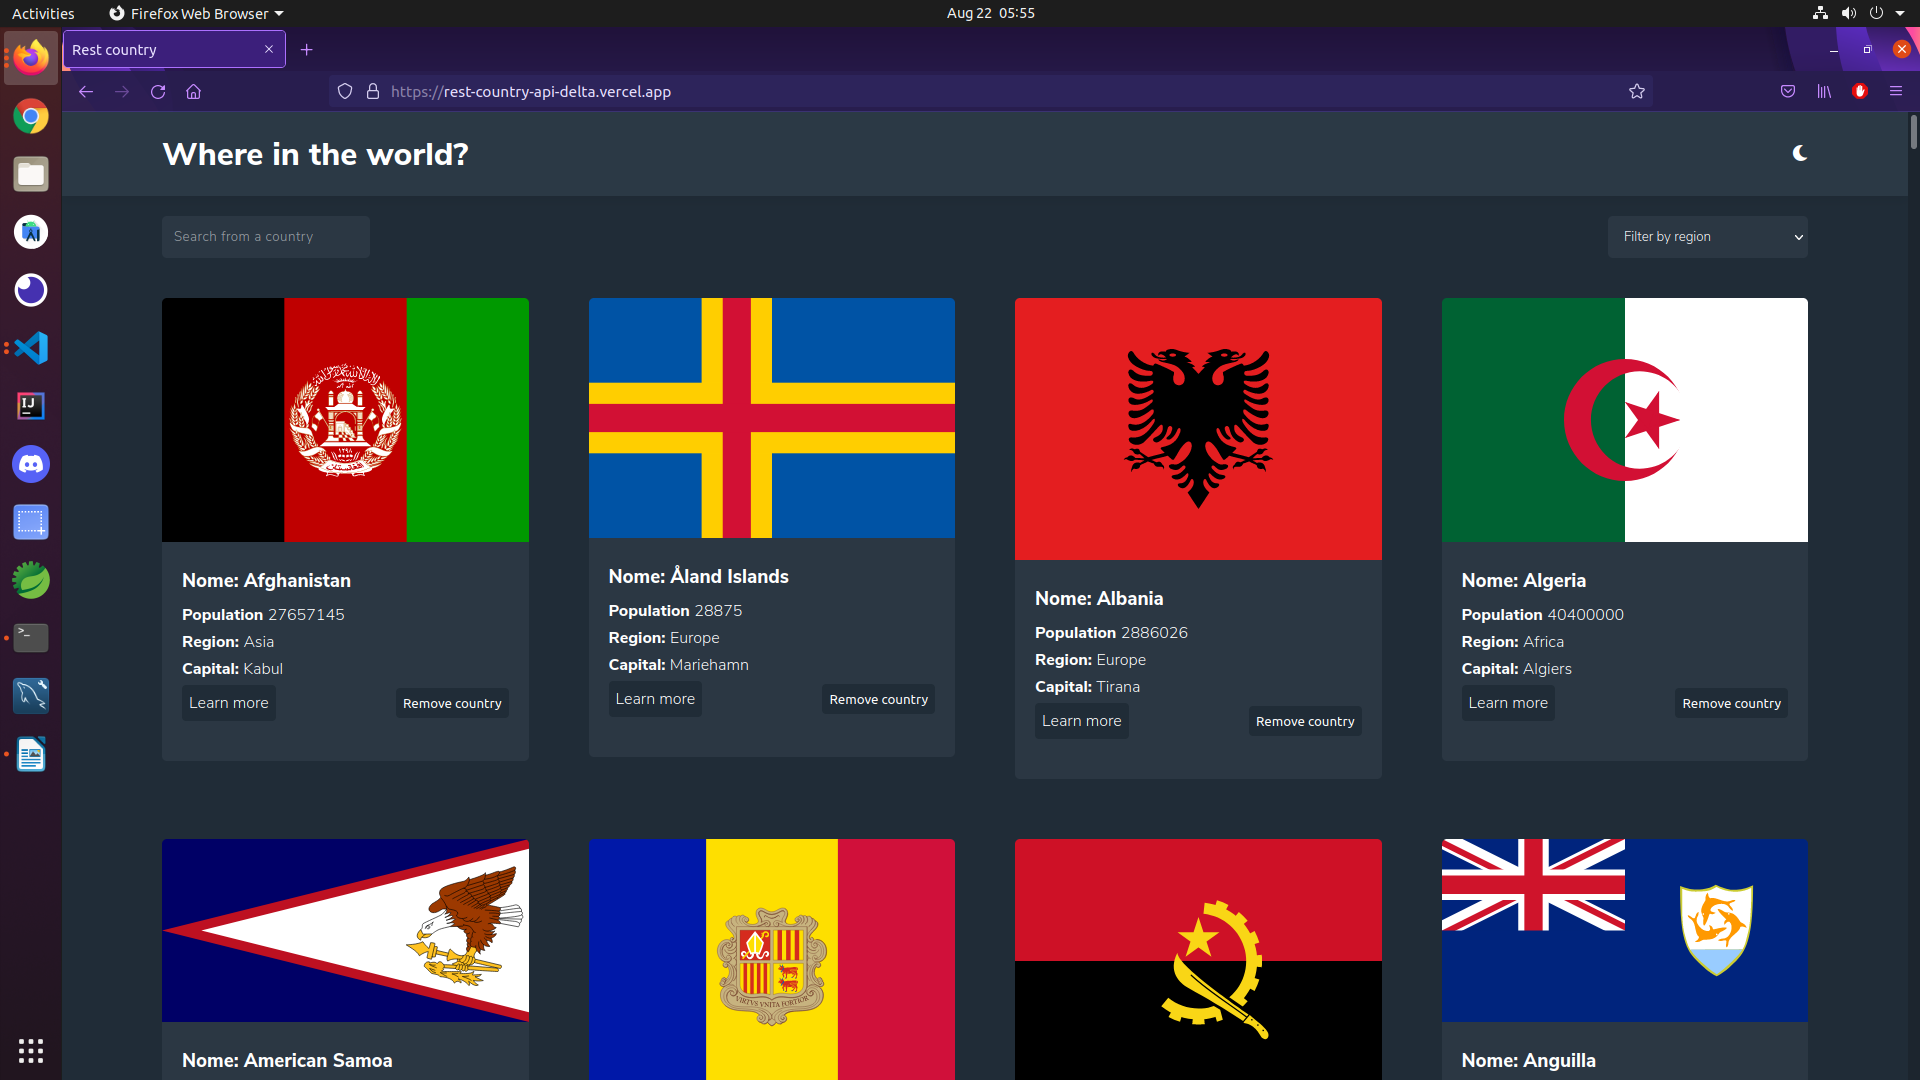 Activities
Firefox Web Browser
Aug 22 05:55
Rest country
https://rest-country-api-delta.vercel.app
Where in the world?
Search from a country
Filter by region
Nome: Afghanistan
Population 27657145
Region: Asia
Capital: Kabul
Learn more
Remove country
Nome: Åland Islands
Population 28875
Region: Europe
Capital: Mariehamn
Learn more
Remove country
Nome: Albania
Population 2886026
Region: Europe
Capital: Tirana
Learn more
Remove country
Nome: Algeria
Population 40400000
Region: Africa
Capital: Algiers
Learn more
Remove country
VIRTVS VNITA FORTIOR
Nome: American Samoa
Nome: Anguilla